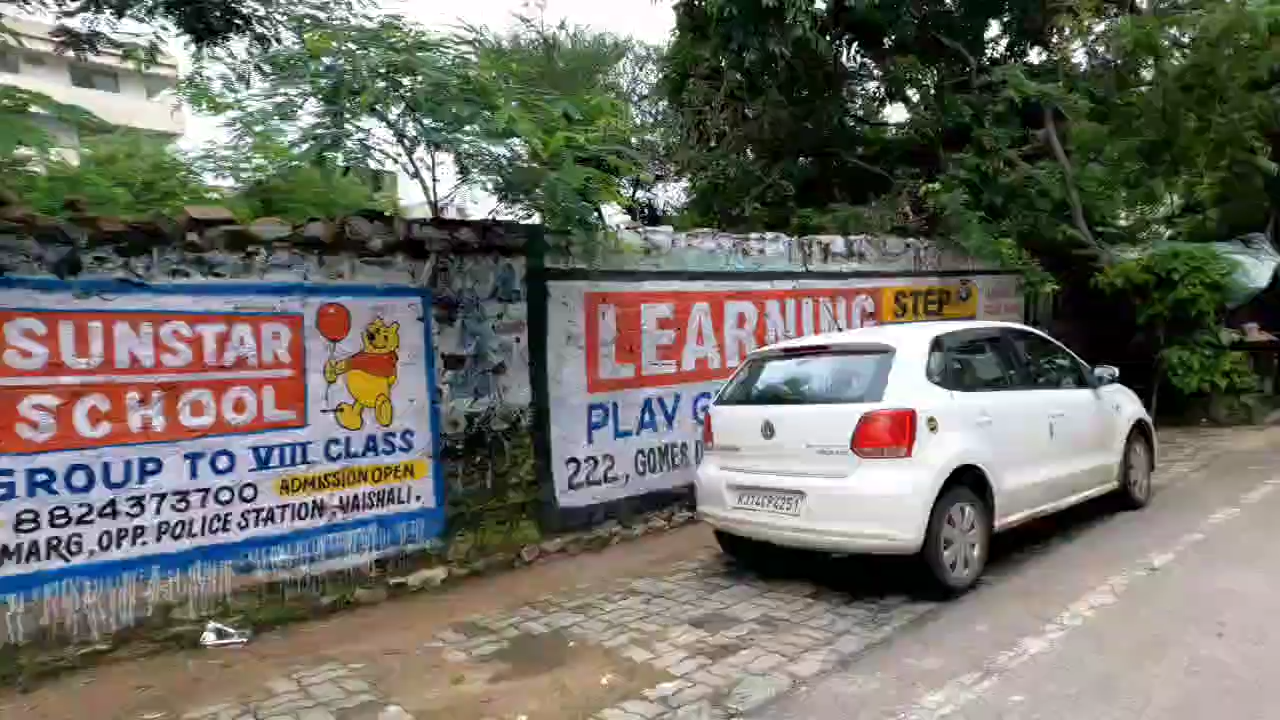 SUNSTAR
SCHOOL
GROUP TO VIII CLASS
8824373700 ADMISSION OPEN
MARG, OPP. POLICE STATION, VAISHALI.
LEARNING STEP
PLAY G
222, GOMES D